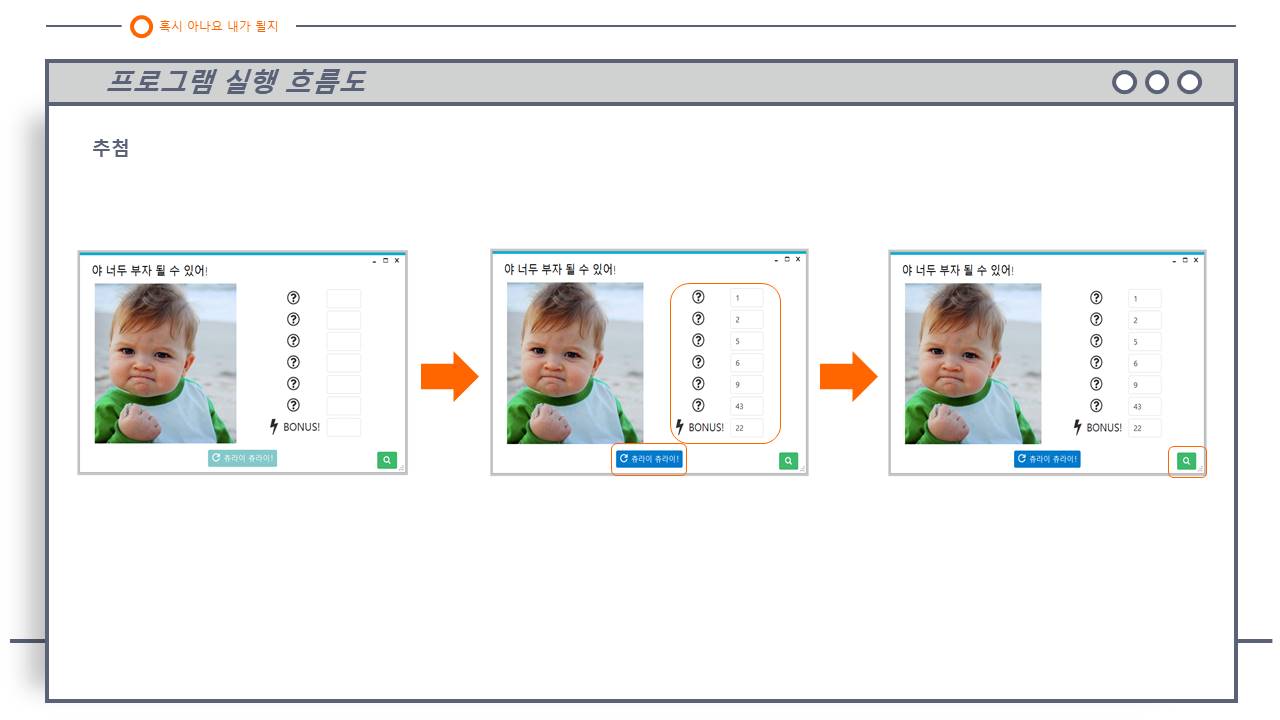 혹시 아나요 내가 될지
프로그램 실행 흐름도
추첨
야 너두 부자 될 수 있어!
BONUS!
츄라이 츄라이!
야 너두 부자 될 수 있어!
1
2
5
6
9
43
BONUS! 22
츄라이 츄라이!
야 너두 부자 될 수 있어!
1
2
5
6
9
43
BONUS! 22
츄라이 츄라이!